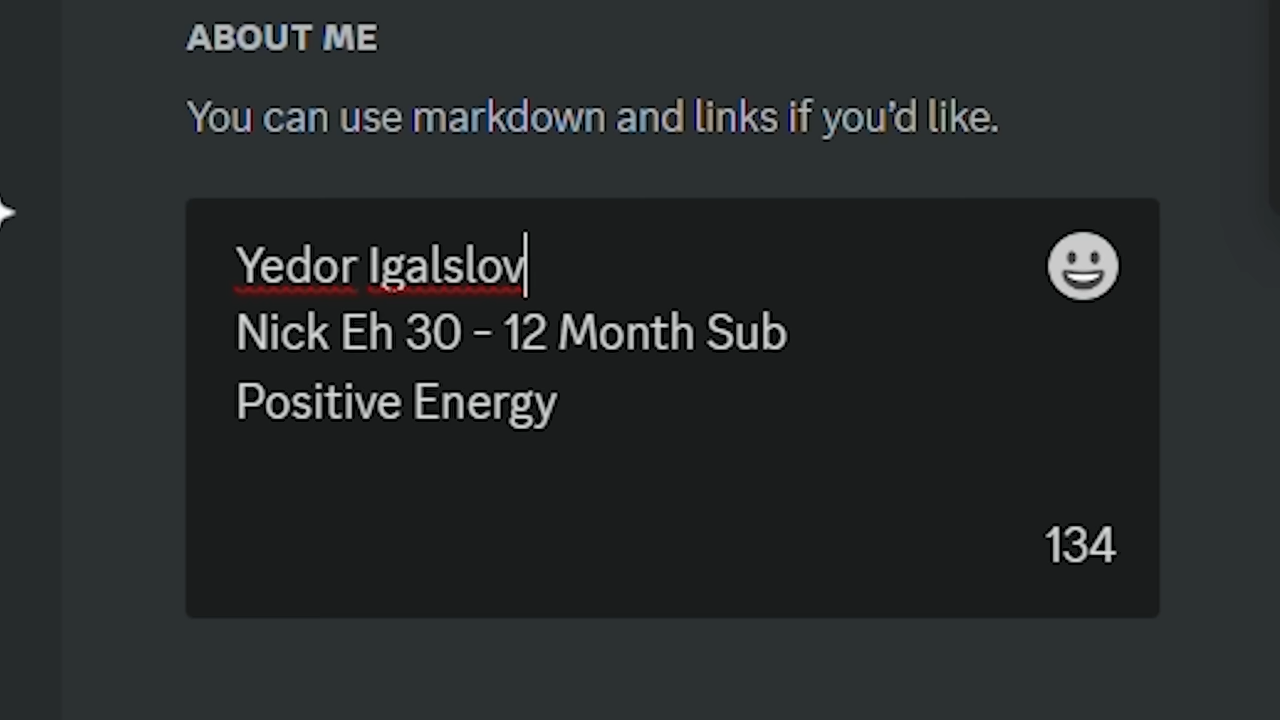 ABOUT ME
You can use markdown and links if you'd like.
Yedor Igalslov
Nick Eh 30 - 12 Month Sub
Positive Energy
134